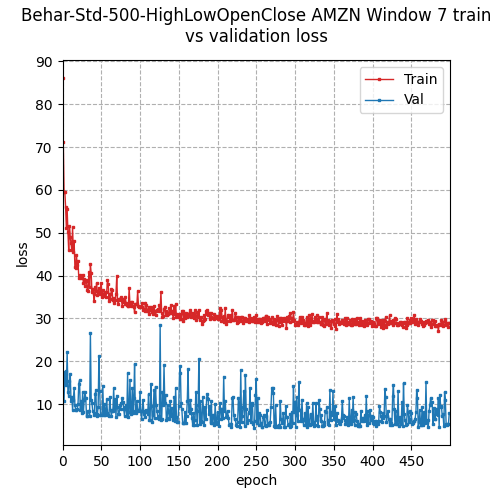 Behar-Std-500-HighLowOpenClose AMZN Window 7 train
vs validation loss
Train
Val
90
80
70
60
50
40
30
20
10
loss
0 50 100 150 200 250 300 350 400 450
epoch